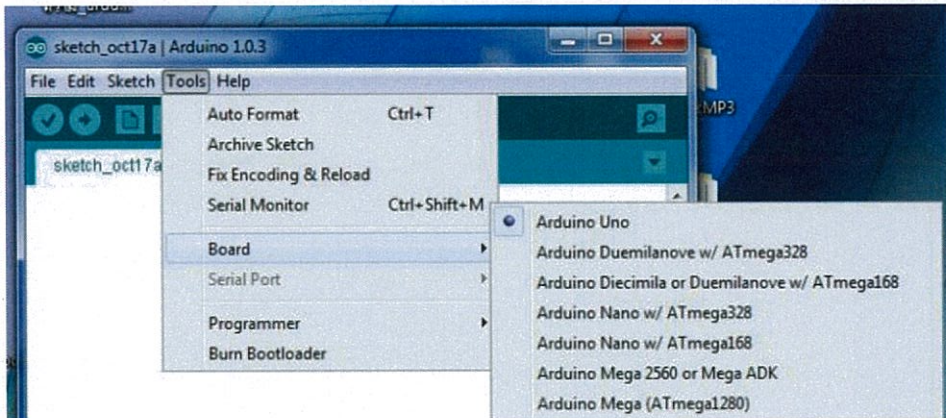 sketch_oct17a | Arduino 1.0.3
File Edit Sketch Tools Help
MP3
sketch_oct17a
Auto Format Ctrl+T
Archive Sketch
Fix Encoding & Reload
Serial Monitor Ctrl+Shift+M
Board
Serial Port
Programmer
Burn Bootloader
Arduino Uno
Arduino Duemilanove w/ ATmega328
Arduino Diecimila or Duemilanove w/ ATmega168
Arduino Nano w/ ATmega328
Arduino Nano w/ ATmega168
Arduino Mega 2560 or Mega ADK
Arduino Mega (ATmega1280)